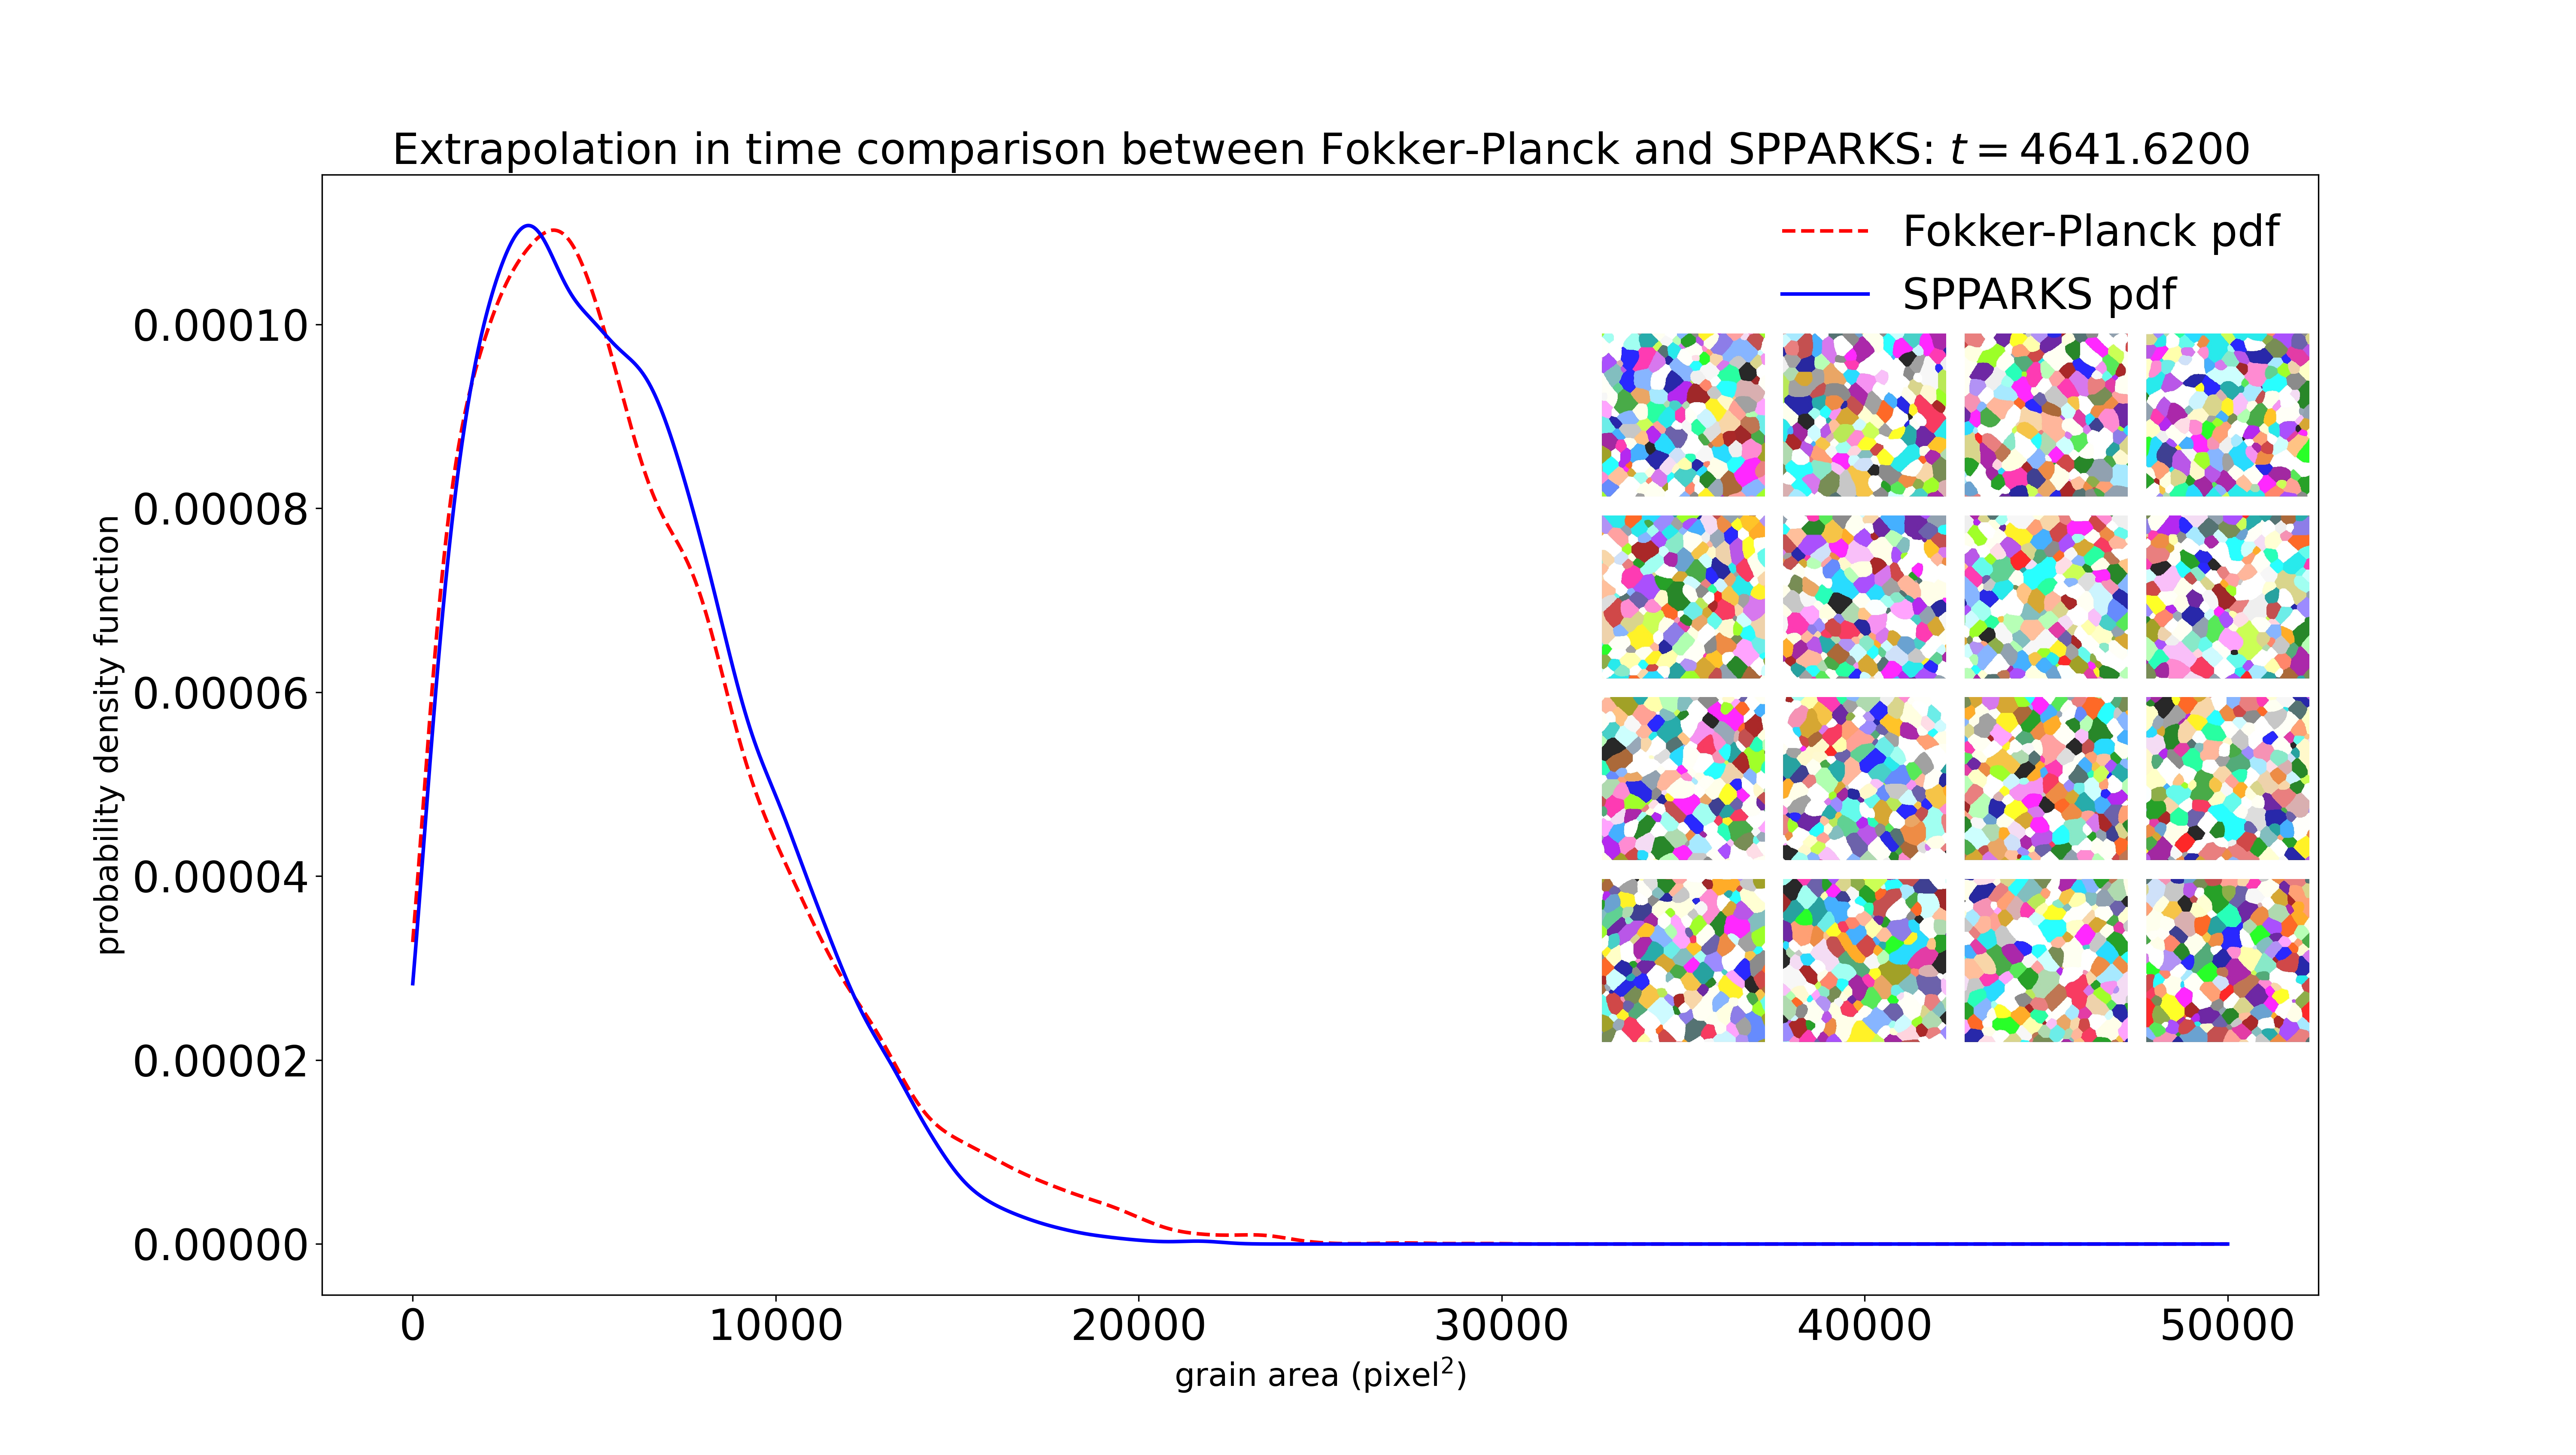 Extrapolation in time comparison between Fokker-Planck and SPPARKS: t = 4641.6200
Fokker-Planck pdf
SPPARKS pdf
probability density function
0.00010
0.00008
0.00006
0.00004
0.00002
0.00000
0 10000 20000 30000 40000 50000
grain area (pixel²)